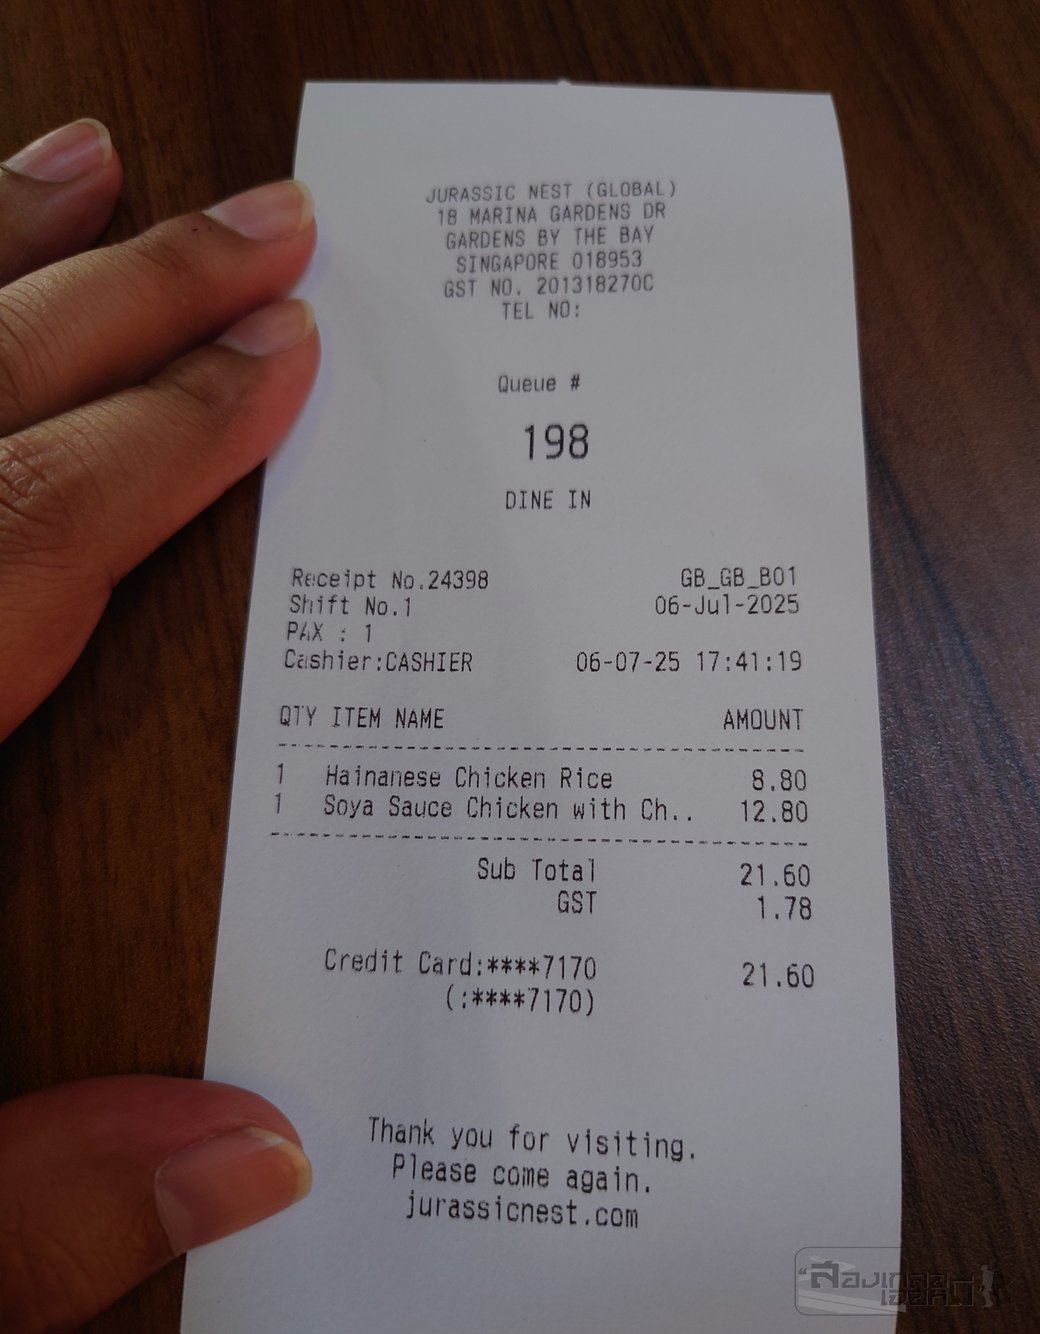 JURASSIC NEST (GLOBAL)
18 MARINA GARDENS DR
GARDENS BY THE BAY
SINGAPORE 018953
GST NO. 201318270C
TEL NO:
Queue #
198
DINE IN
Receipt No.24398 GB_GB_B01
Shift No.1 06-Jul-2025
PAX : 1
Cashier:CASHIER 06-07-25 17:41:19
QTY ITEM NAME AMOUNT
1 Hainanese Chicken Rice 8.80
1 Soya Sauce Chicken with Ch.. 12.80
Sub Total 21.60
GST 1.78
Credit Card:****7170 21.60
(:****7170)
Thank you for visiting.
Please come again.
jurassicnest.com